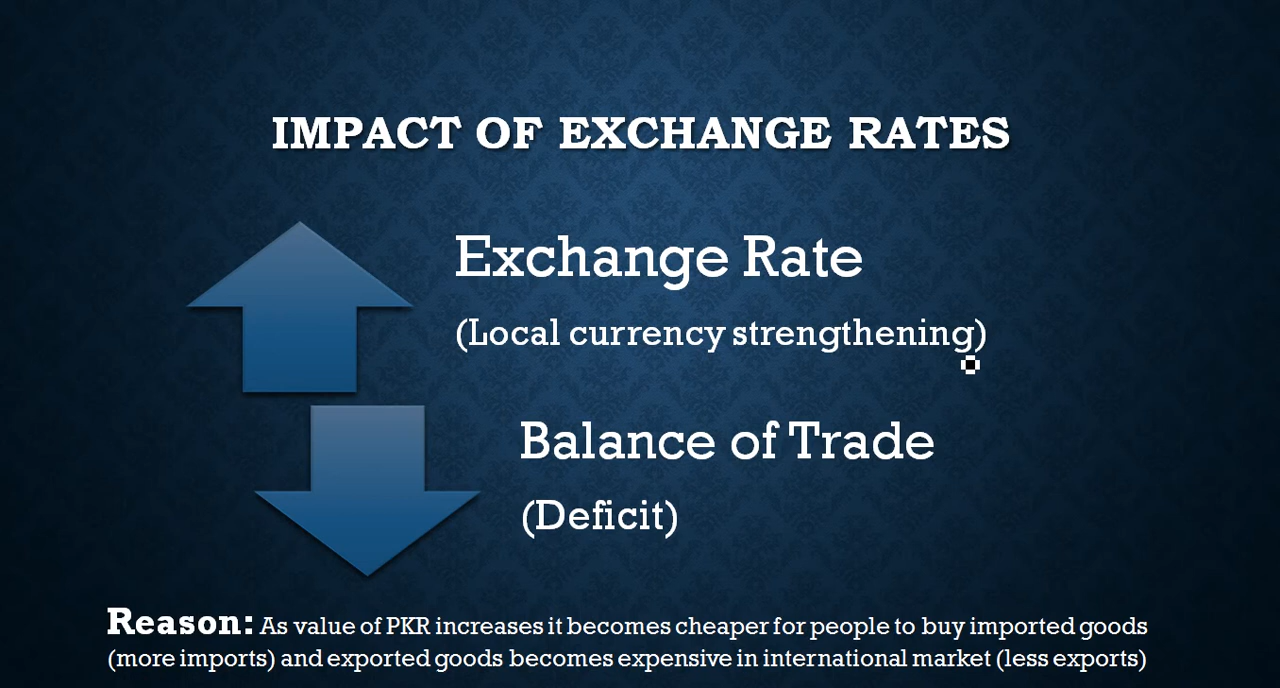 IMPACT OF EXCHANGE RATES
Exchange Rate
(Local currency strengthening)
Balance of Trade
(Deficit)
Reason: As value of PKR increases it becomes cheaper for people to buy imported goods
(more imports) and exported goods becomes expensive in international market (less exports)